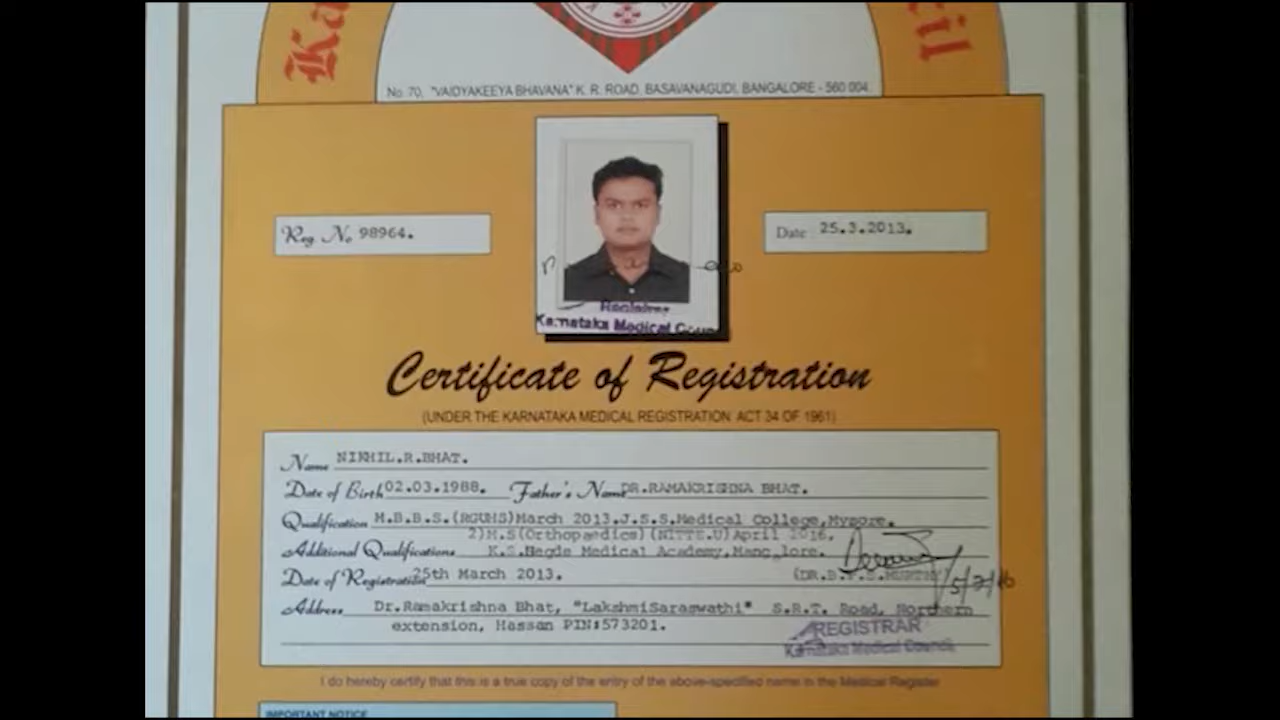 Ka
cil
No. 70, "VAIDYAKEEYA BHAVANA" K. R. ROAD, BASAVANAGUDI, BANGALORE - 560 004.
Reg. No 98964.
Date 25.3.2013.
Registrar
Karnataka Medical Counc
Certificate of Registration
(UNDER THE KARNATAKA MEDICAL REGISTRATION ACT 34 OF 1961)
Name NIKHIL.R.BHAT.
Date of Birth 02.03.1988. Father's Name DR.RAMAKRISHNA BHAT.
Qualification M.B.B.S.(RGUHS)March 2013.J.S.S.Medical College,Mysore.
2)M.S(Orthopaedics)(NITTE.U)April 2016.
Additional Qualifications K.S.Hegde Medical Academy,Mangalore.
Date of Registration 25th March 2013. (DR.B.P.S.MURTHY
Address Dr.Ramakrishna Bhat, "LakshmiSaraswathi" S.R.T. Road, Northern
extension, Hassan PIN:573201.
REGISTRAR
Karnataka Medical Council
I do hereby certify that this is a true copy of the entry of the above-specified name in the Medical Register
IMPORTANT NOTICE